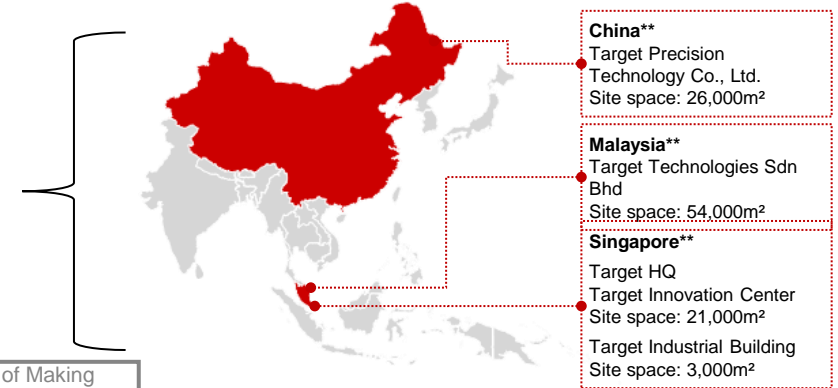 China**
Target Precision
Technology Co., Ltd.
Site space: 26,000m²
Malaysia**
Target Technologies Sdn
Bhd
Site space: 54,000m²
Singapore**
Target HQ
Target Innovation Center
Site space: 21,000m²
Target Industrial Building
Site space: 3,000m²
of Making